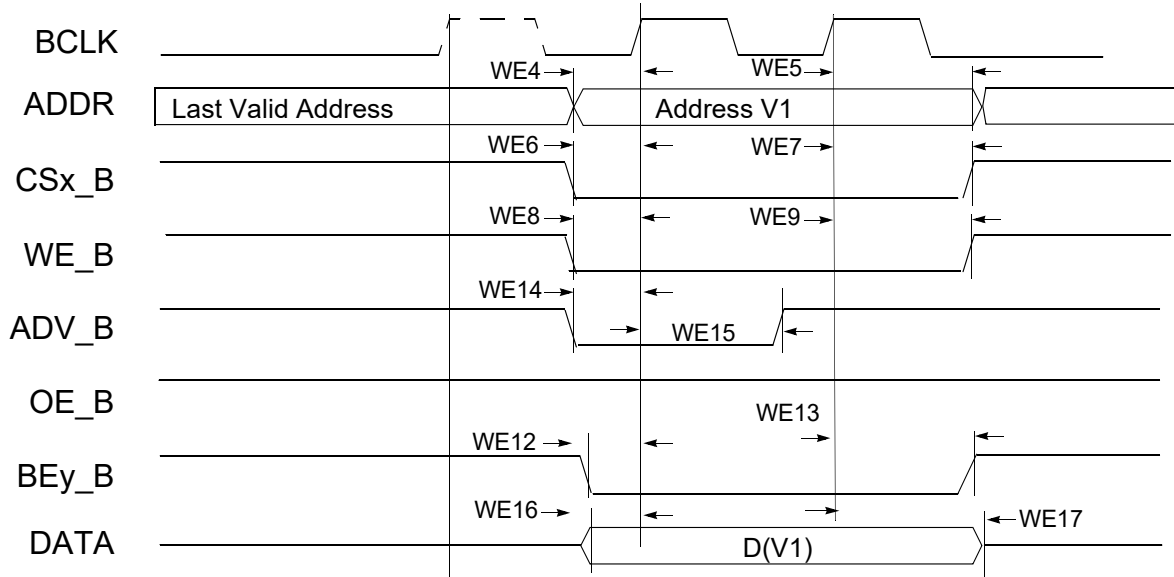 BCLK
WE4 WE5
ADDR Last Valid Address Address V1
WE6 WE7
CSx_B
WE8 WE9
WE_B
WE14
ADV_B WE15
OE_B
WE13
WE12
BEy_B
WE16 WE17
DATA D(V1)